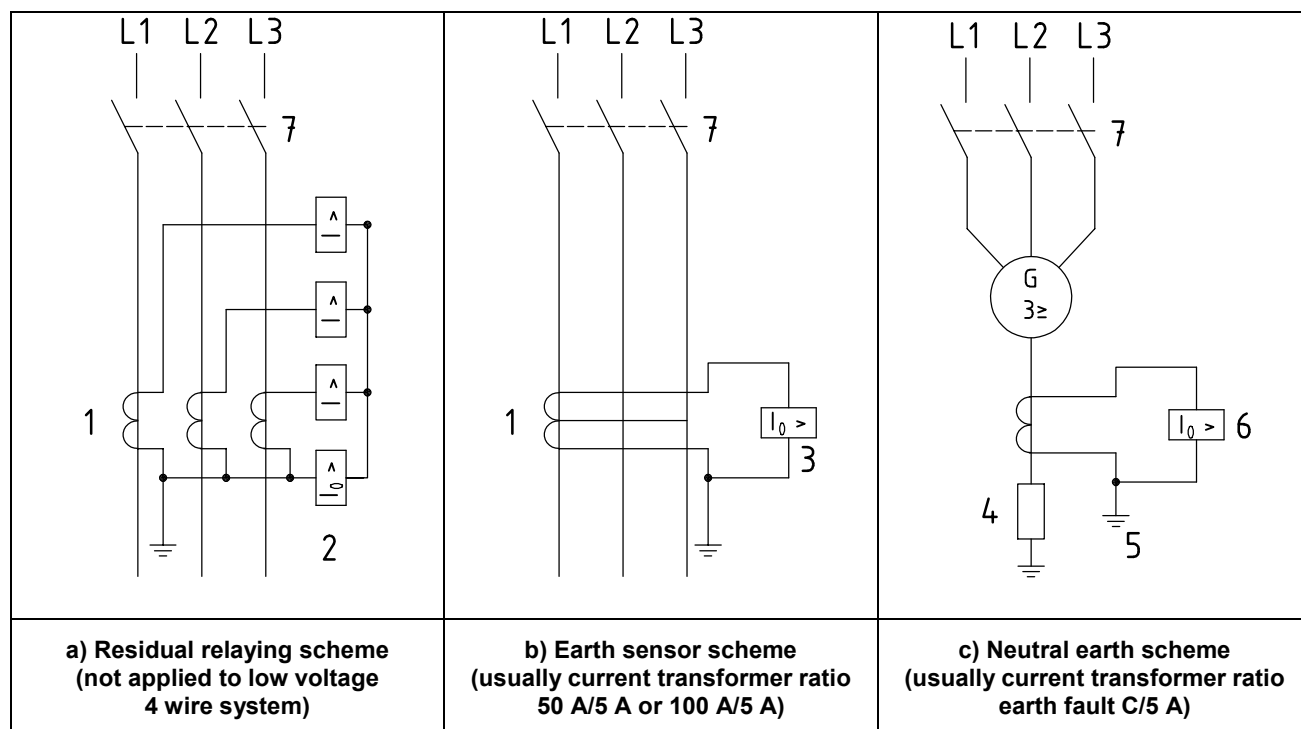 L1 L2 L3
7
^
I
^
I
^
I
1
^
I0
2
L1 L2 L3
7
1
I0 >
3
L1 L2 L3
7
G
3≥
I0 >
6
4
5
a) Residual relaying scheme
(not applied to low voltage
4 wire system)
b) Earth sensor scheme
(usually current transformer ratio
50 A/5 A or 100 A/5 A)
c) Neutral earth scheme
(usually current transformer ratio
earth fault C/5 A)